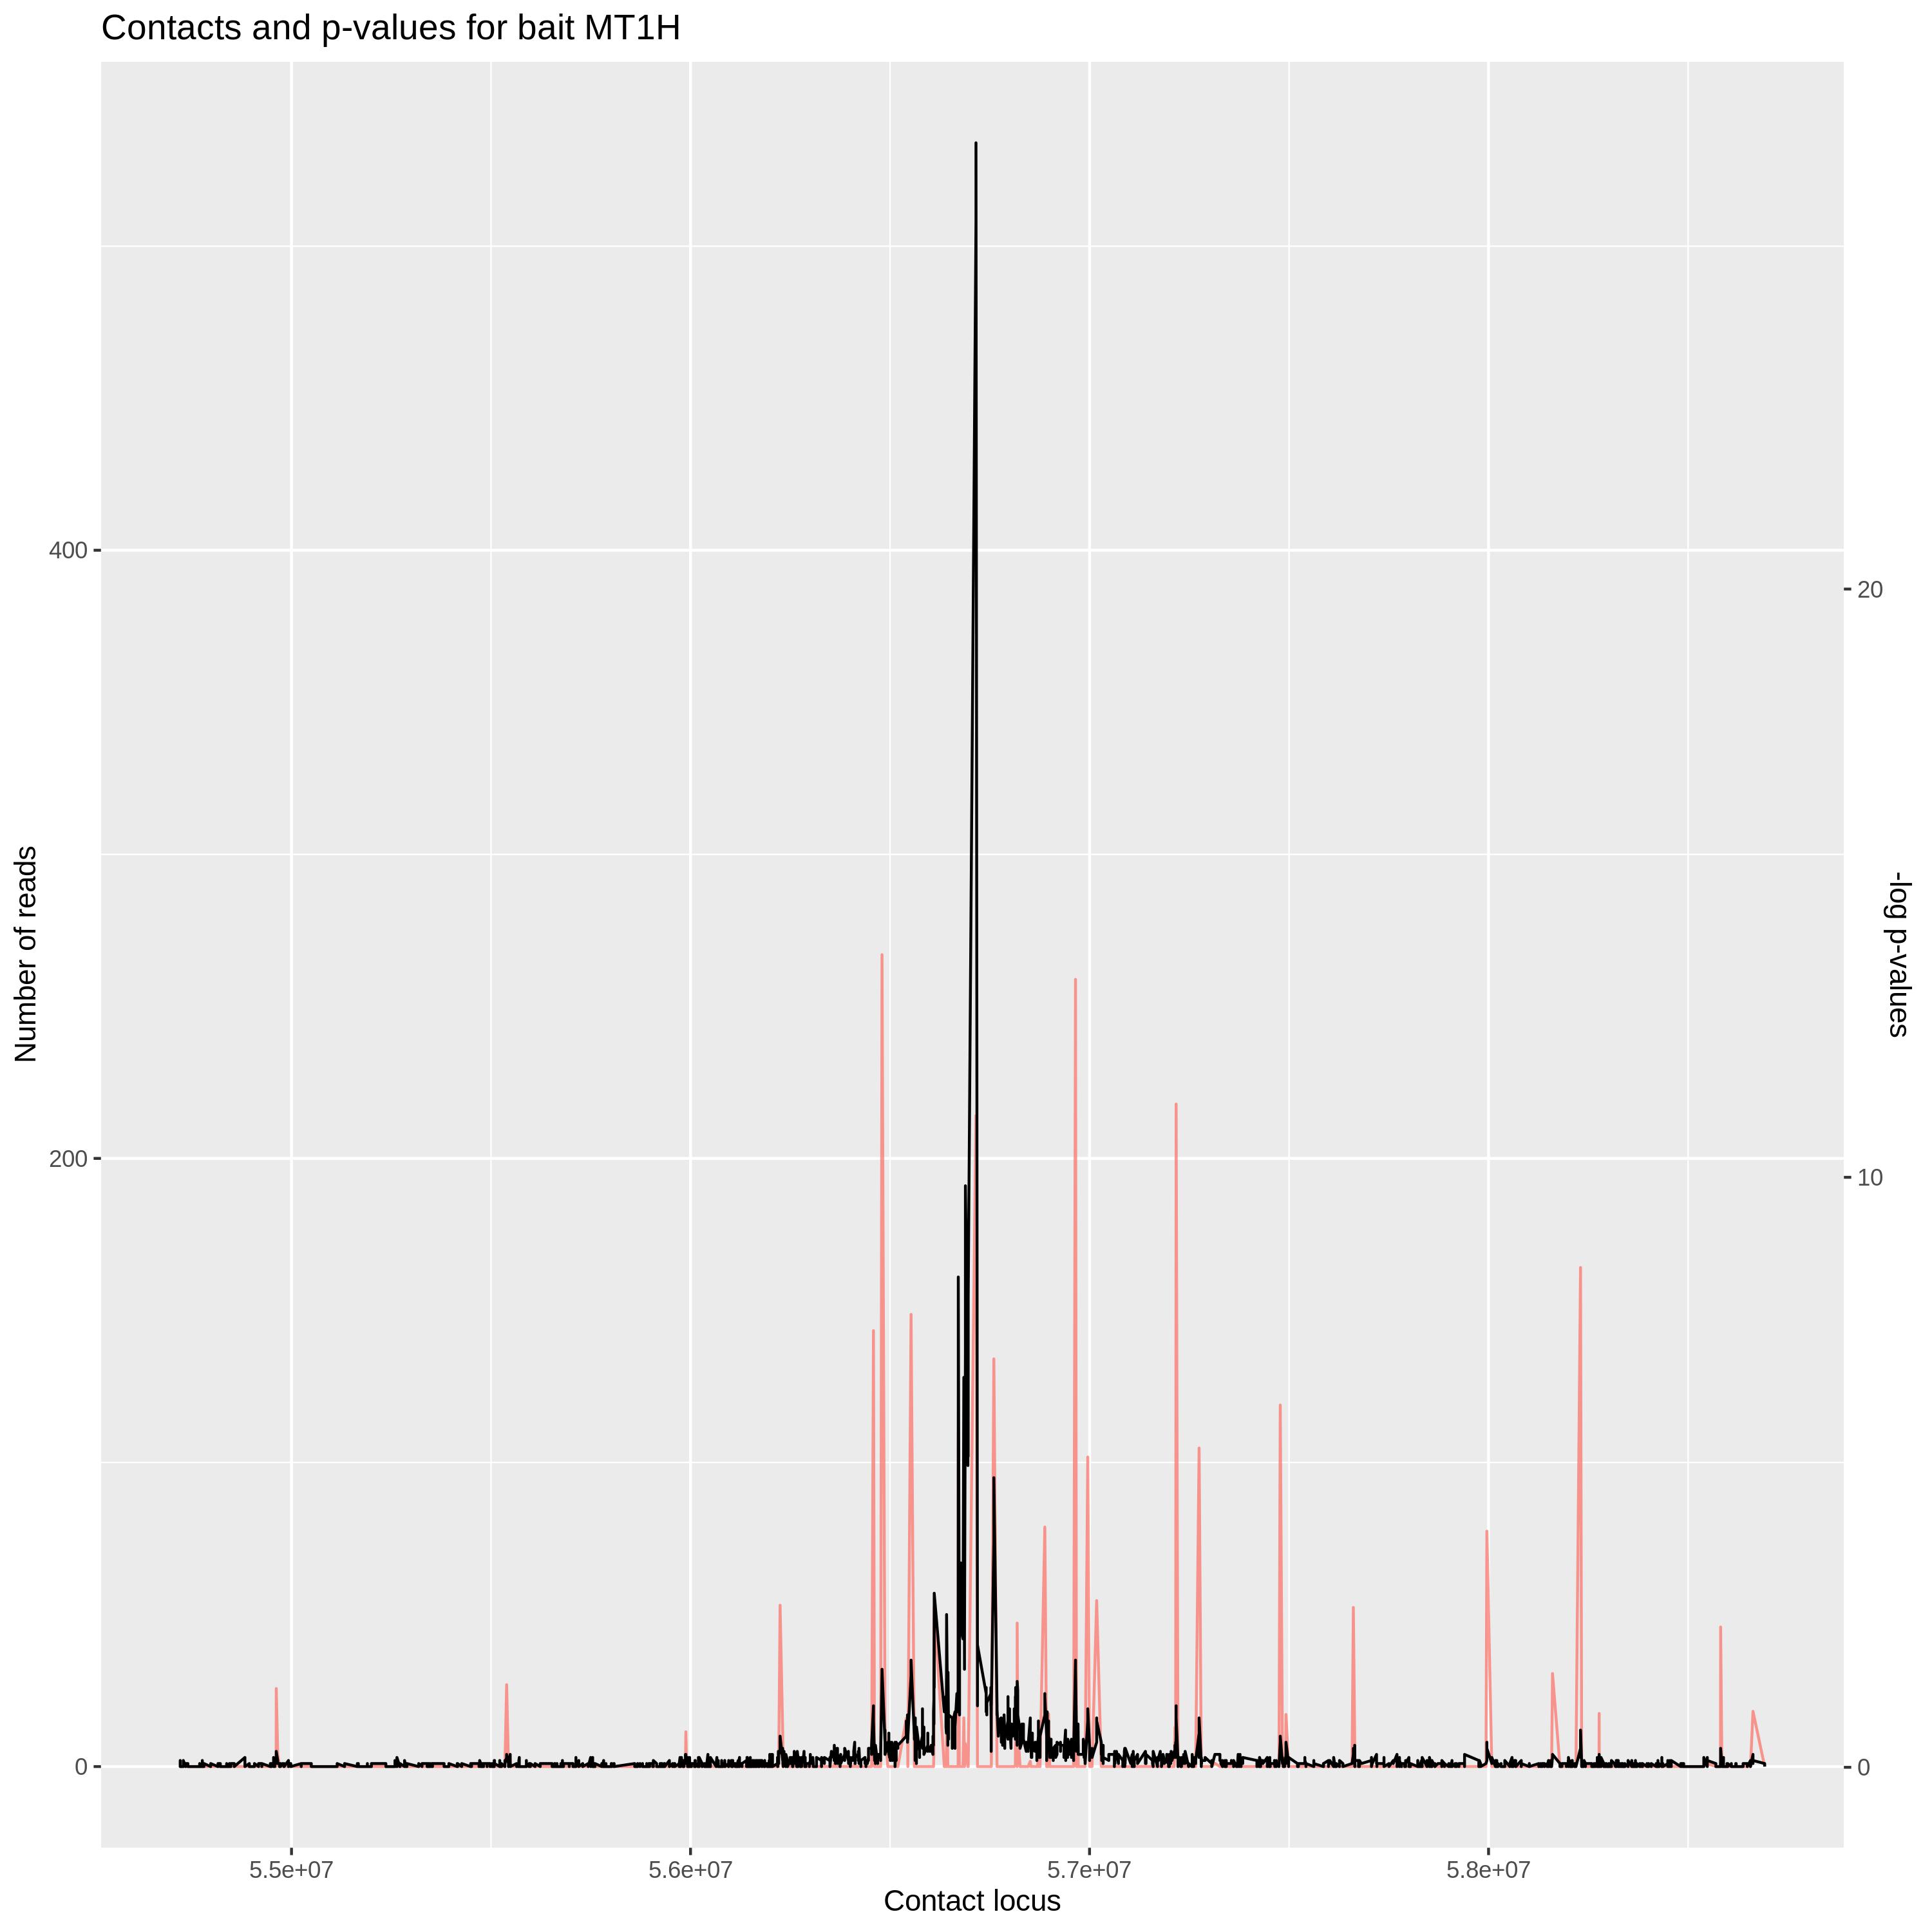 Contacts and p-values for bait MT1H
Number of reads
400
200
0
20
10
0
-log p-values
5.5e+07
5.6e+07
5.7e+07
5.8e+07
Contact locus